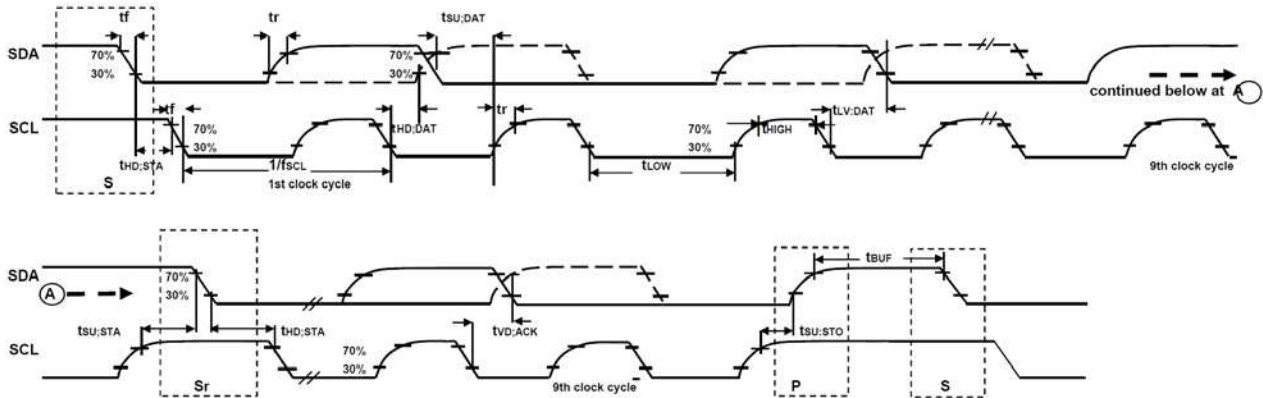 tf tr tSU;DAT
SDA 70% 30% 70% 30%
continued below at A
tf tHD;DAT tr tLV;DAT
SCL 70% 30% 70% tHIGH 30%
tHD;STA 1/fSCL tLOW
1st clock cycle 9th clock cycle
S
SDA 70% 30% tBUF
A
tSU;STA tHD;STA tVD;ACK tSU:STO
SCL 70% 30%
9th clock cycle
Sr P S